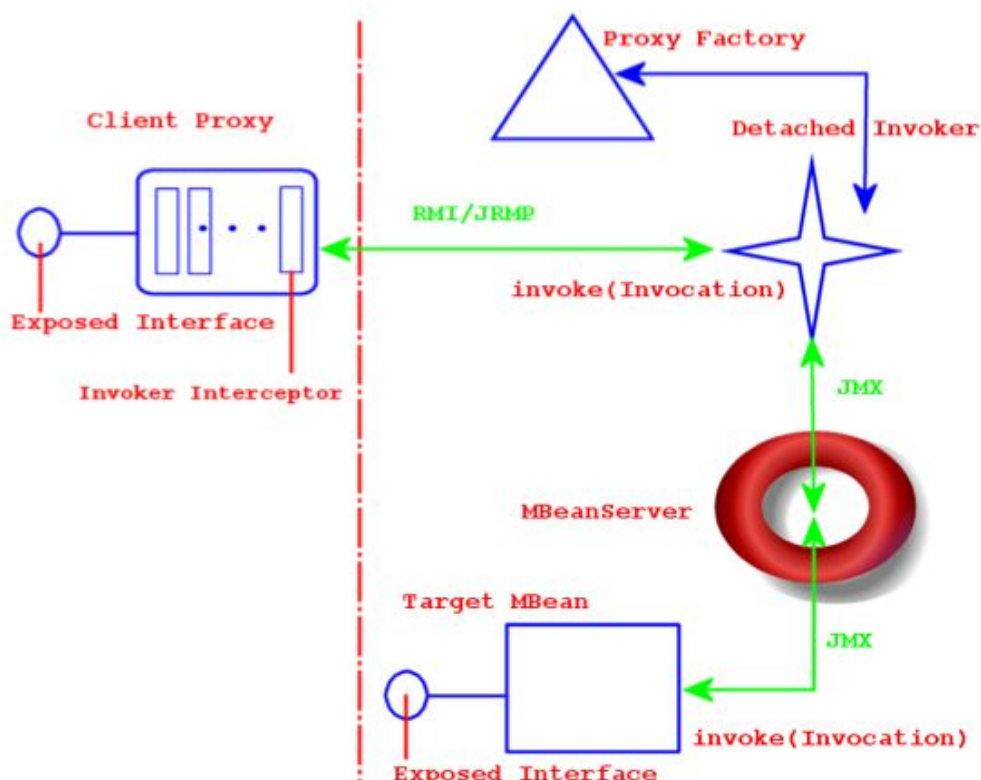 Proxy Factory
Client Proxy
Detached Invoker
RMI/JRMP
invoke(Invocation)
Exposed Interface
Invoker Interceptor
JMX
MBeanServer
Target MBean
JMX
invoke(Invocation)
Exposed Interface